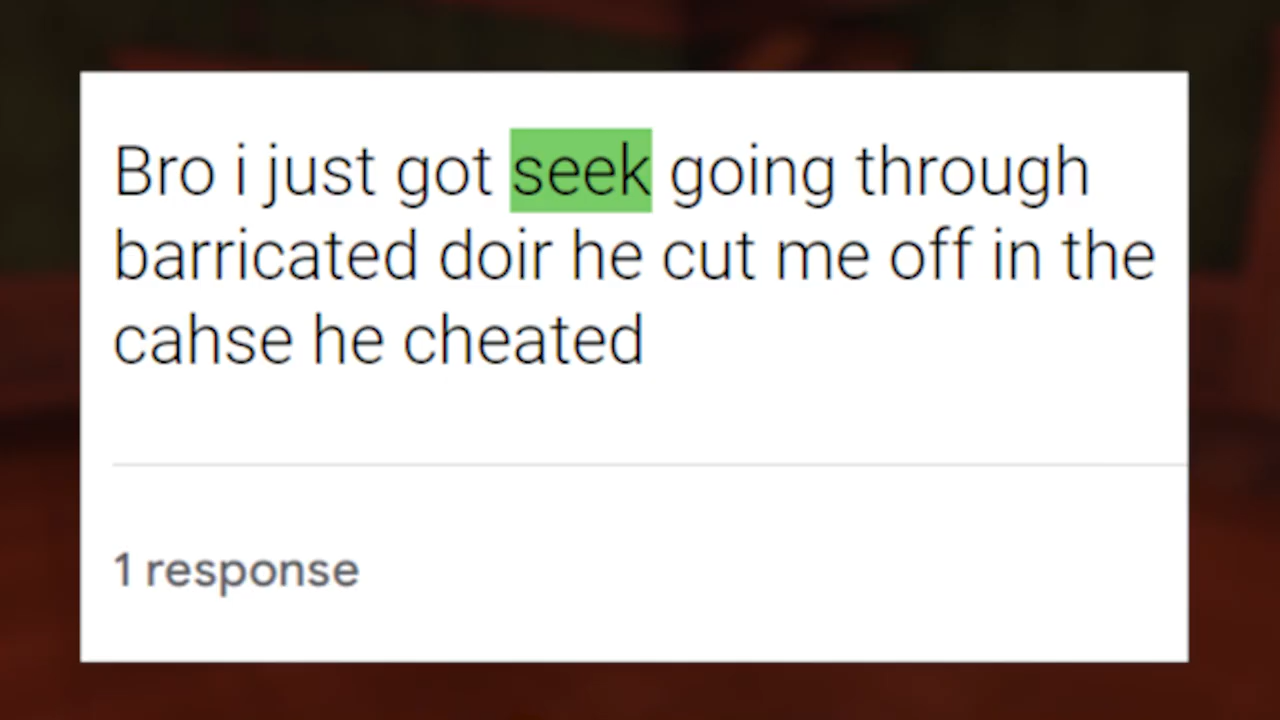 Bro i just got seek going through
barricated doir he cut me off in the
cahse he cheated
1 response